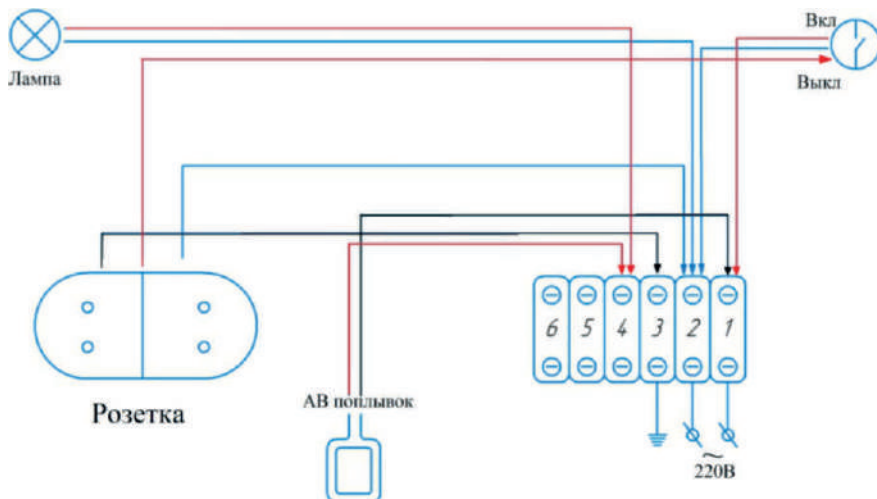 Вкл
Лампа
Выкл
6 5 4 3 2 1
АВ поплывок
Розетка
~
220В